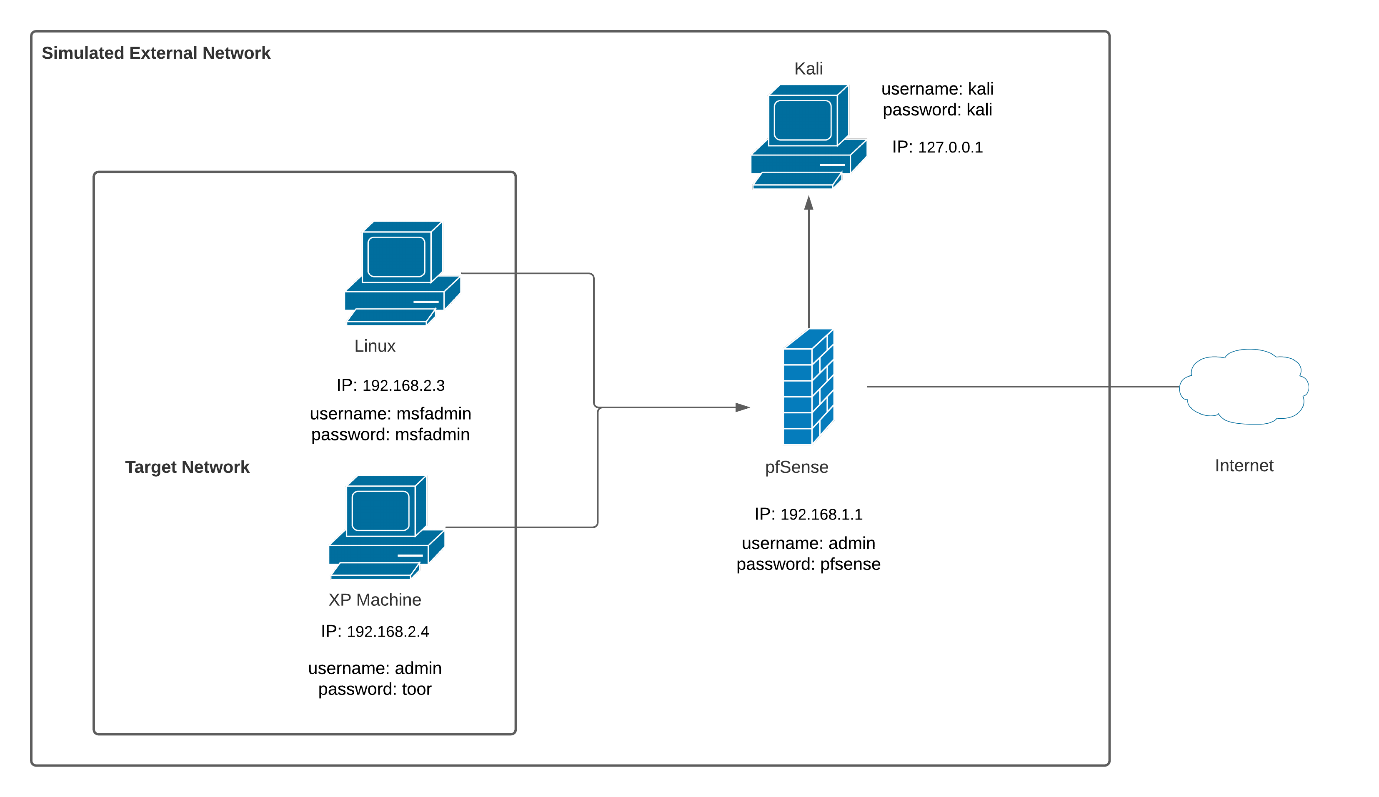 Simulated External Network
Kali
username: kali
password: kali
IP: 127.0.0.1
Linux
IP: 192.168.2.3
username: msfadmin
password: msfadmin
Target Network
XP Machine
IP: 192.168.2.4
username: admin
password: toor
pfSense
IP: 192.168.1.1
username: admin
password: pfsense
Internet